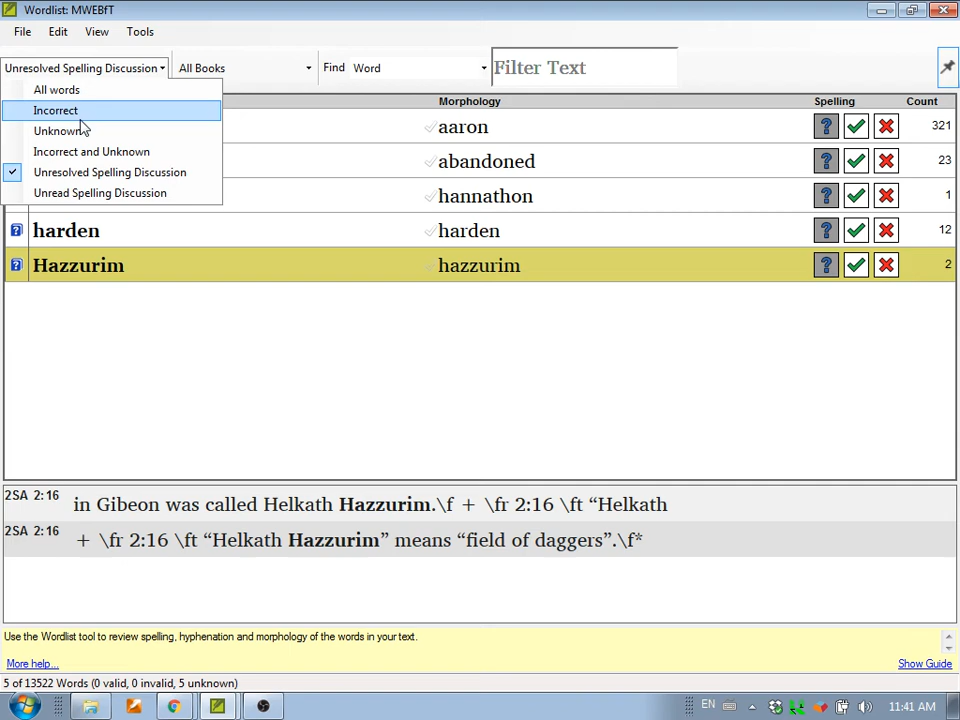 Wordlist: MWEBfT
File Edit View Tools
Unresolved Spelling Discussion All Books Find Word Filter Text
All words
Incorrect
Unknown
Incorrect and Unknown
Unresolved Spelling Discussion
Unread Spelling Discussion
Morphology Spelling Count
aaron 321
abandoned 23
hannathon 1
harden harden 12
Hazzurim hazzurim 2
2SA 2:16 in Gibeon was called Helkath Hazzurim.\f + \fr 2:16 \ft “Helkath
2SA 2:16 + \fr 2:16 \ft “Helkath Hazzurim” means “field of daggers”.\f*
Use the Wordlist tool to review spelling, hyphenation and morphology of the words in your text.
More help... Show Guide
5 of 13522 Words (0 valid, 0 invalid, 5 unknown)
EN 11:41 AM